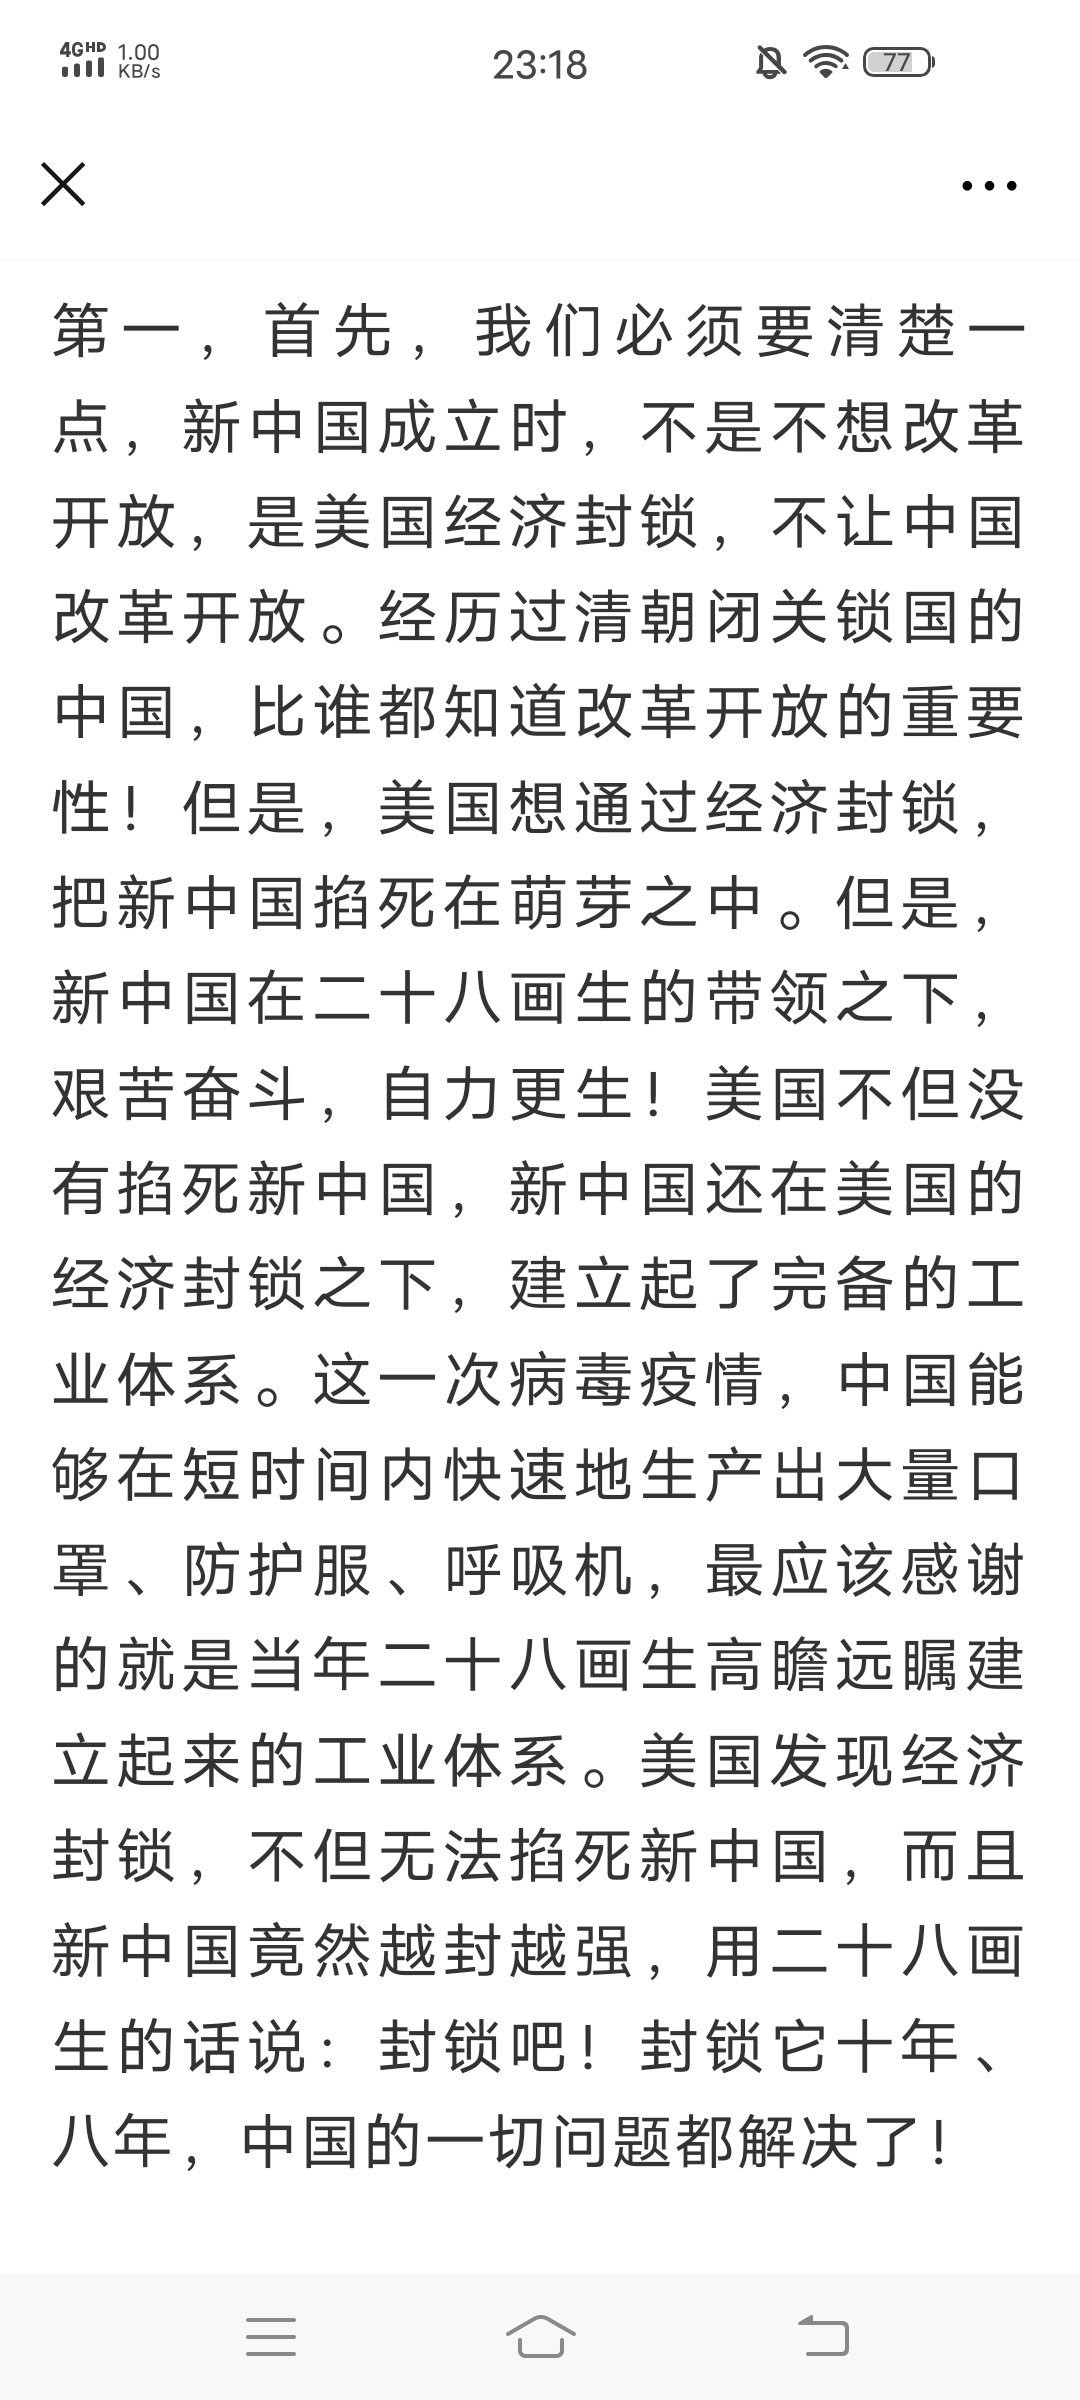 4GHD 1.00 KB/s 23:18 77
第一，首先，我们必须要清楚一
点，新中国成立时，不是不想改革
开放，是美国经济封锁，不让中国
改革开放。经历过清朝闭关锁国的
中国，比谁都知道改革开放的重要
性！但是，美国想通过经济封锁，
把新中国掐死在萌芽之中。但是，
新中国在二十八画生的带领之下，
艰苦奋斗，自力更生！美国不但没
有掐死新中国，新中国还在美国的
经济封锁之下，建立起了完备的工
业体系。这一次病毒疫情，中国能
够在短时间内快速地生产出大量口
罩、防护服、呼吸机，最应该感谢
的就是当年二十八画生高瞻远瞩建
立起来的工业体系。美国发现经济
封锁，不但无法掐死新中国，而且
新中国竟然越封越强，用二十八画
生的话说：封锁吧！封锁它十年、
八年，中国的一切问题都解决了！